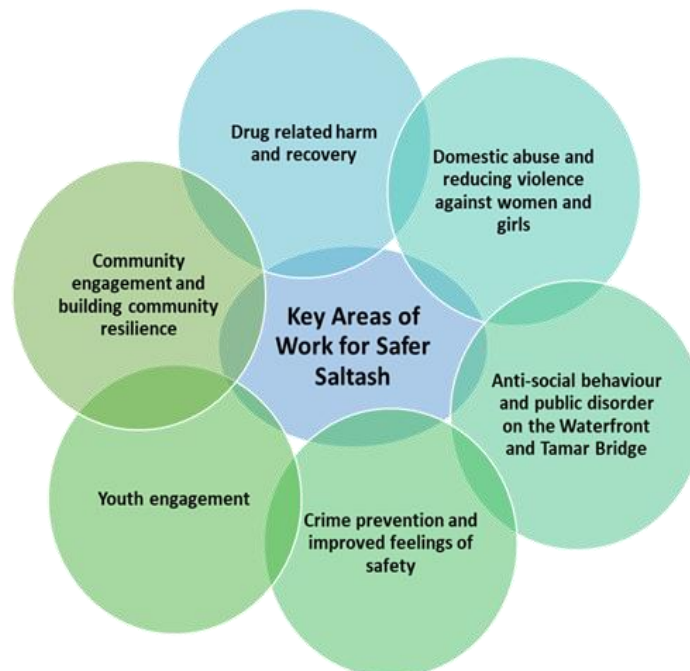 Drug related harm
and recovery
Domestic abuse and
reducing violence
against women and
girls
Community
engagement and
building community
resilience
Key Areas of
Work for Safer
Saltash
Anti-social behaviour
and public disorder
on the Waterfront
and Tamar Bridge
Youth engagement
Crime prevention and
improved feelings of
safety